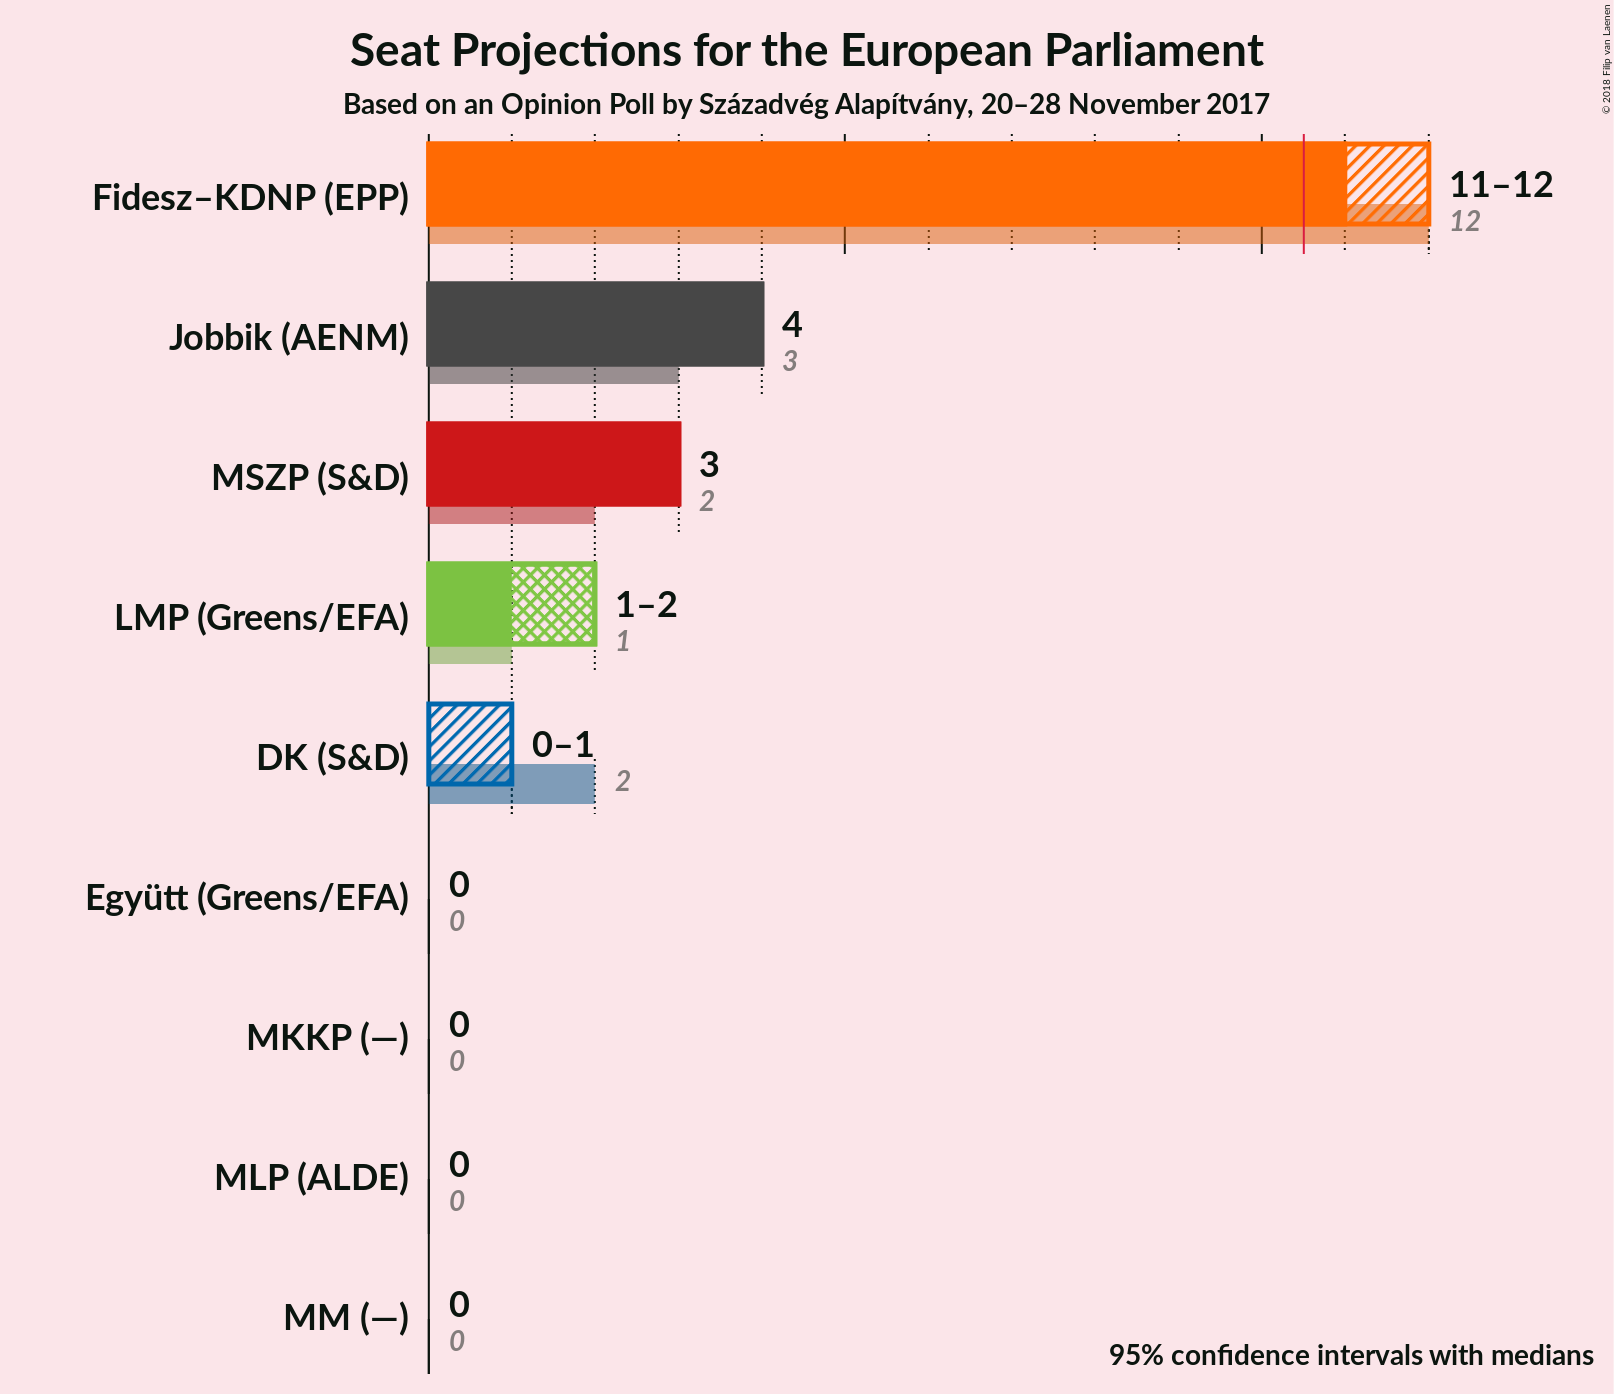 Seat Projections for the European Parliament
Based on an Opinion Poll by Századvég Alapítvány, 20–28 November 2017
© 2018 Filip van Laenen
Fidesz–KDNP (EPP)
11–12
12
Jobbik (AENM)
4
3
MSZP (S&D)
3
2
LMP (Greens/EFA)
1–2
1
DK (S&D)
0–1
2
Együtt (Greens/EFA)
0
0
MKKP (—)
0
0
MLP (ALDE)
0
0
MM (—)
0
0
95% confidence intervals with medians